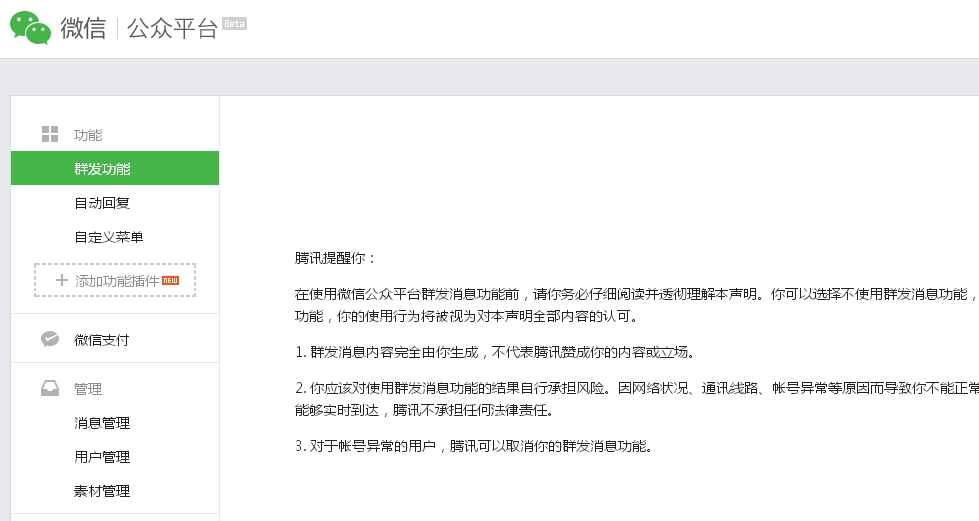 微信 公众平台 Beta
功能
群发功能
自动回复
自定义菜单
添加功能插件 NEW
微信支付
管理
消息管理
用户管理
素材管理
腾讯提醒你：
在使用微信公众平台群发消息功能前，请你务必仔细阅读并透彻理解本声明。你可以选择不使用群发消息功能，
功能，你的使用行为将被视为对本声明全部内容的认可。
1. 群发消息内容完全由你生成，不代表腾讯赞成你的内容或立场。
2. 你应该对使用群发消息功能的结果自行承担风险。因网络状况、通讯线路、帐号异常等原因而导致你不能正常
能够实时到达，腾讯不承担任何法律责任。
3. 对于帐号异常的用户，腾讯可以取消你的群发消息功能。